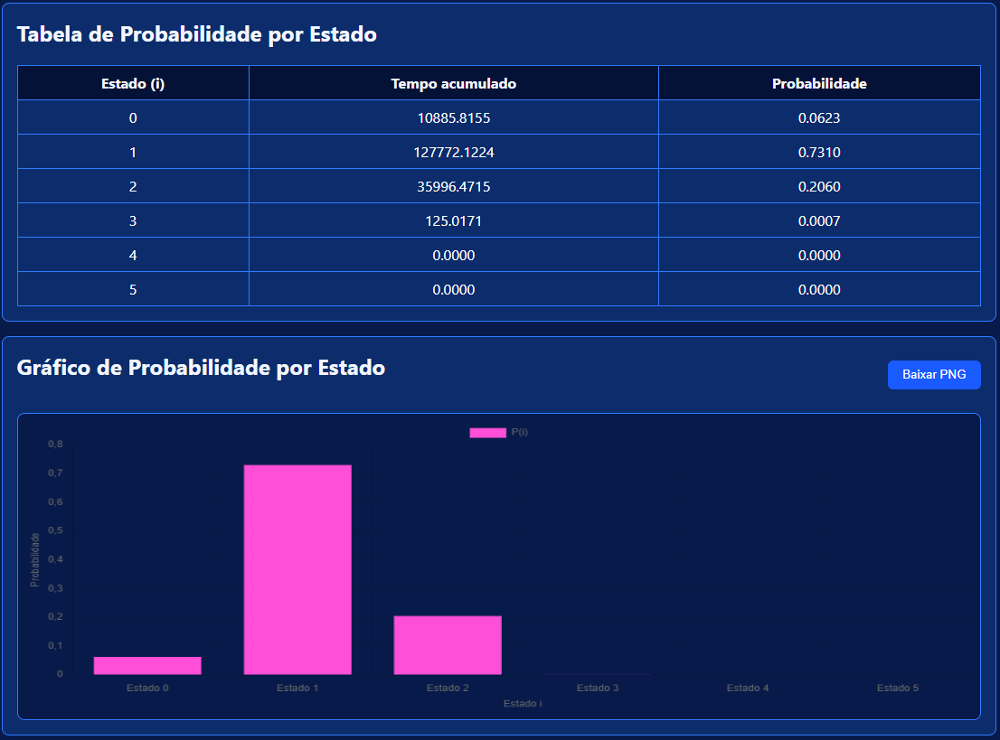 Tabela de Probabilidade por Estado
Estado (i) Tempo acumulado Probabilidade
0 10885.8155 0.0623
1 127772.1224 0.7310
2 35996.4715 0.2060
3 125.0171 0.0007
4 0.0000 0.0000
5 0.0000 0.0000
Gráfico de Probabilidade por Estado
Baixar PNG
P(i)
0,8
0,7
0,6
0,5
0,4
0,3
0,2
0,1
0
Probabilidade
Estado 0 Estado 1 Estado 2 Estado 3 Estado 4 Estado 5
Estado i